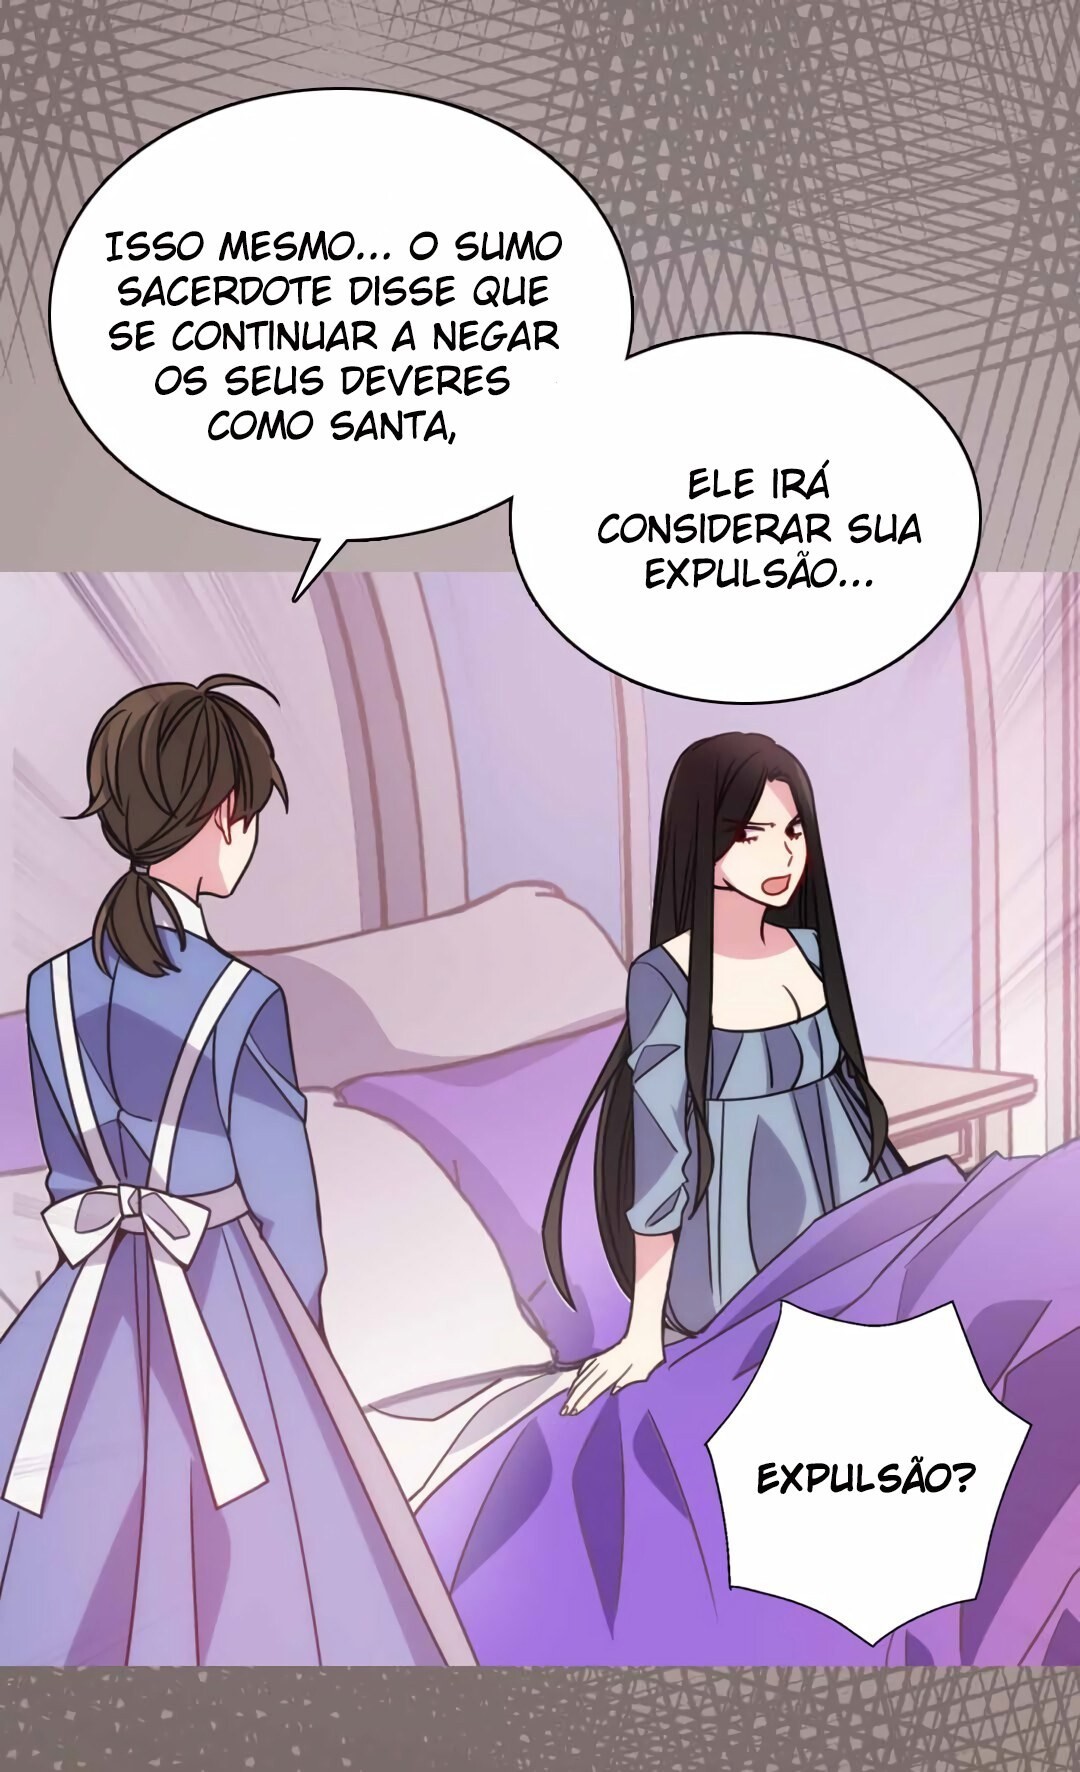 ISSO MESMO... O SUMO
SACERDOTE DISSE QUE
SE CONTINUAR A NEGAR
OS SEUS DEVERES
COMO SANTA,
ELE IRÁ
CONSIDERAR SUA
EXPULSÃO...
EXPULSÃO?